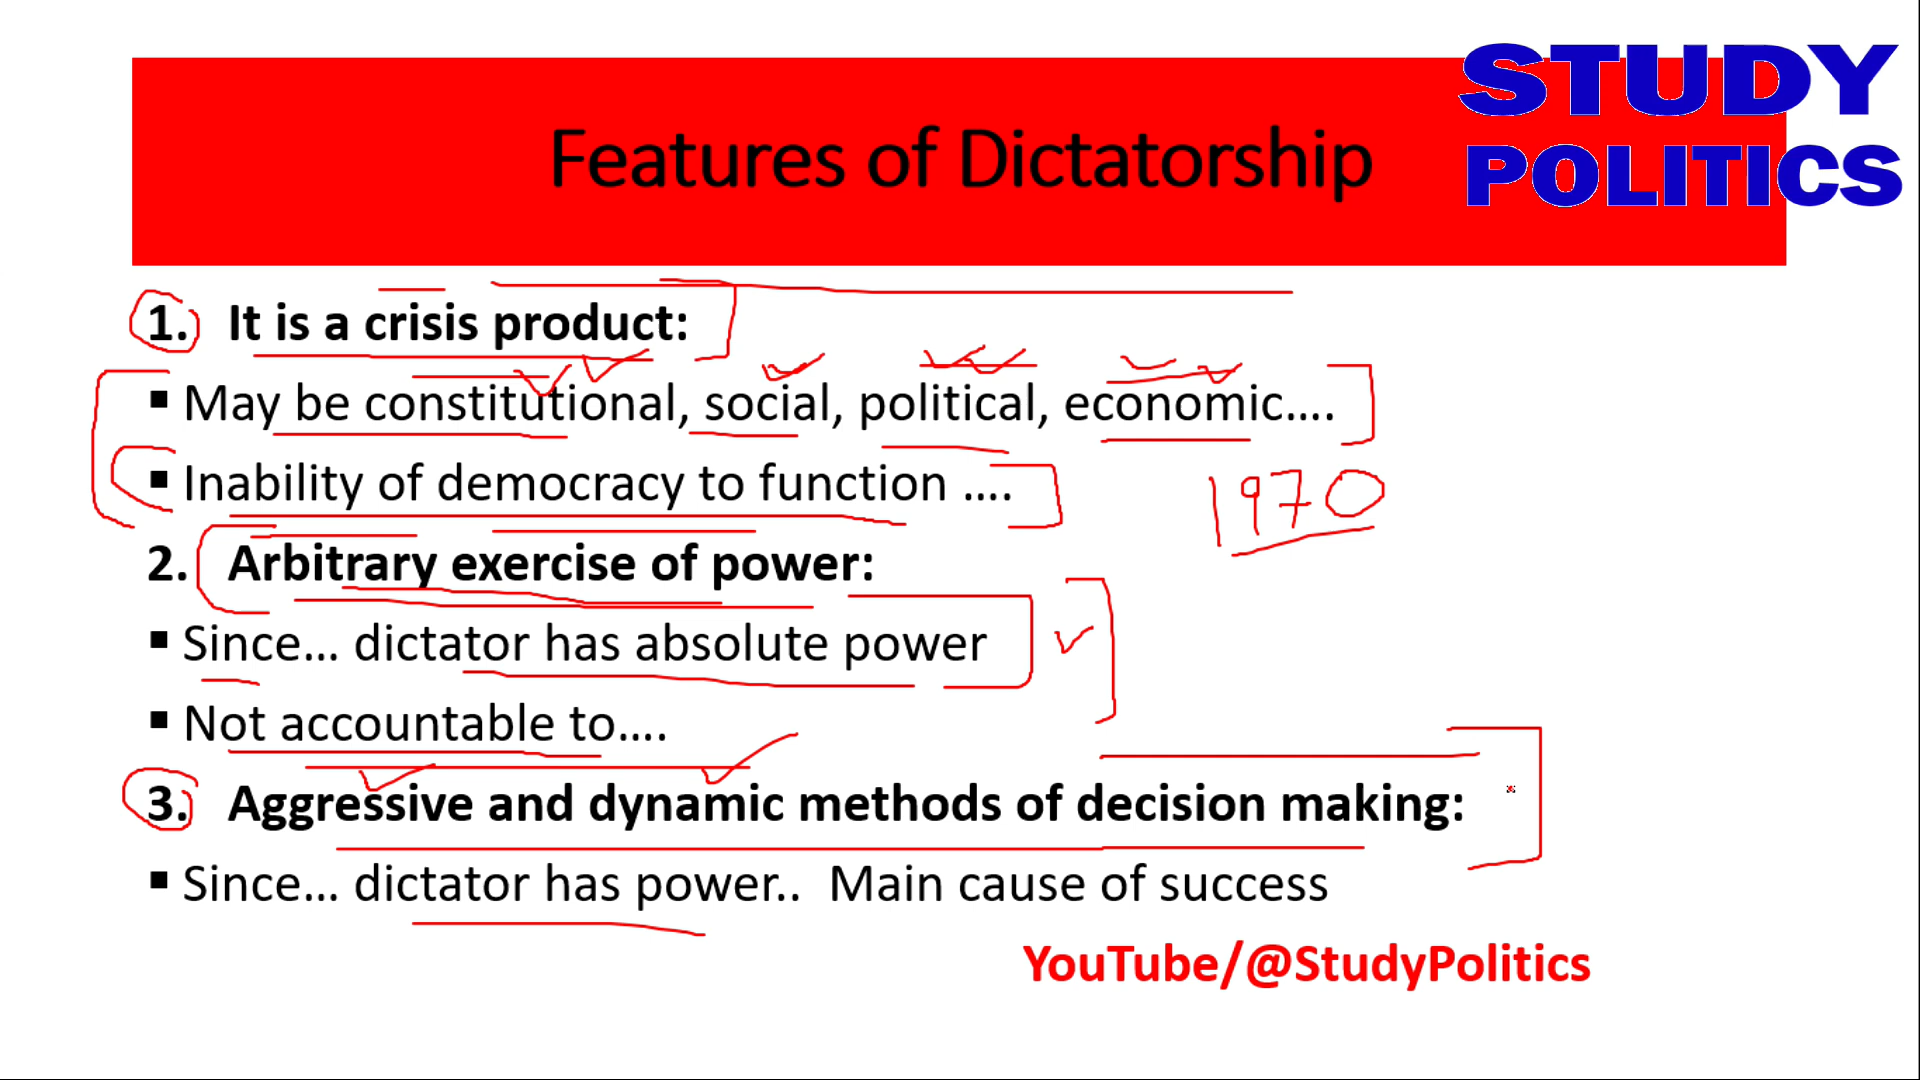 STUDY
POLITICS
Features of Dictatorship
1. It is a crisis product:
▪ May be constitutional, social, political, economic....
▪ Inability of democracy to function ....
1970
2. Arbitrary exercise of power:
▪ Since... dictator has absolute power
▪ Not accountable to....
3. Aggressive and dynamic methods of decision making:
▪ Since... dictator has power.. Main cause of success
YouTube/@StudyPolitics